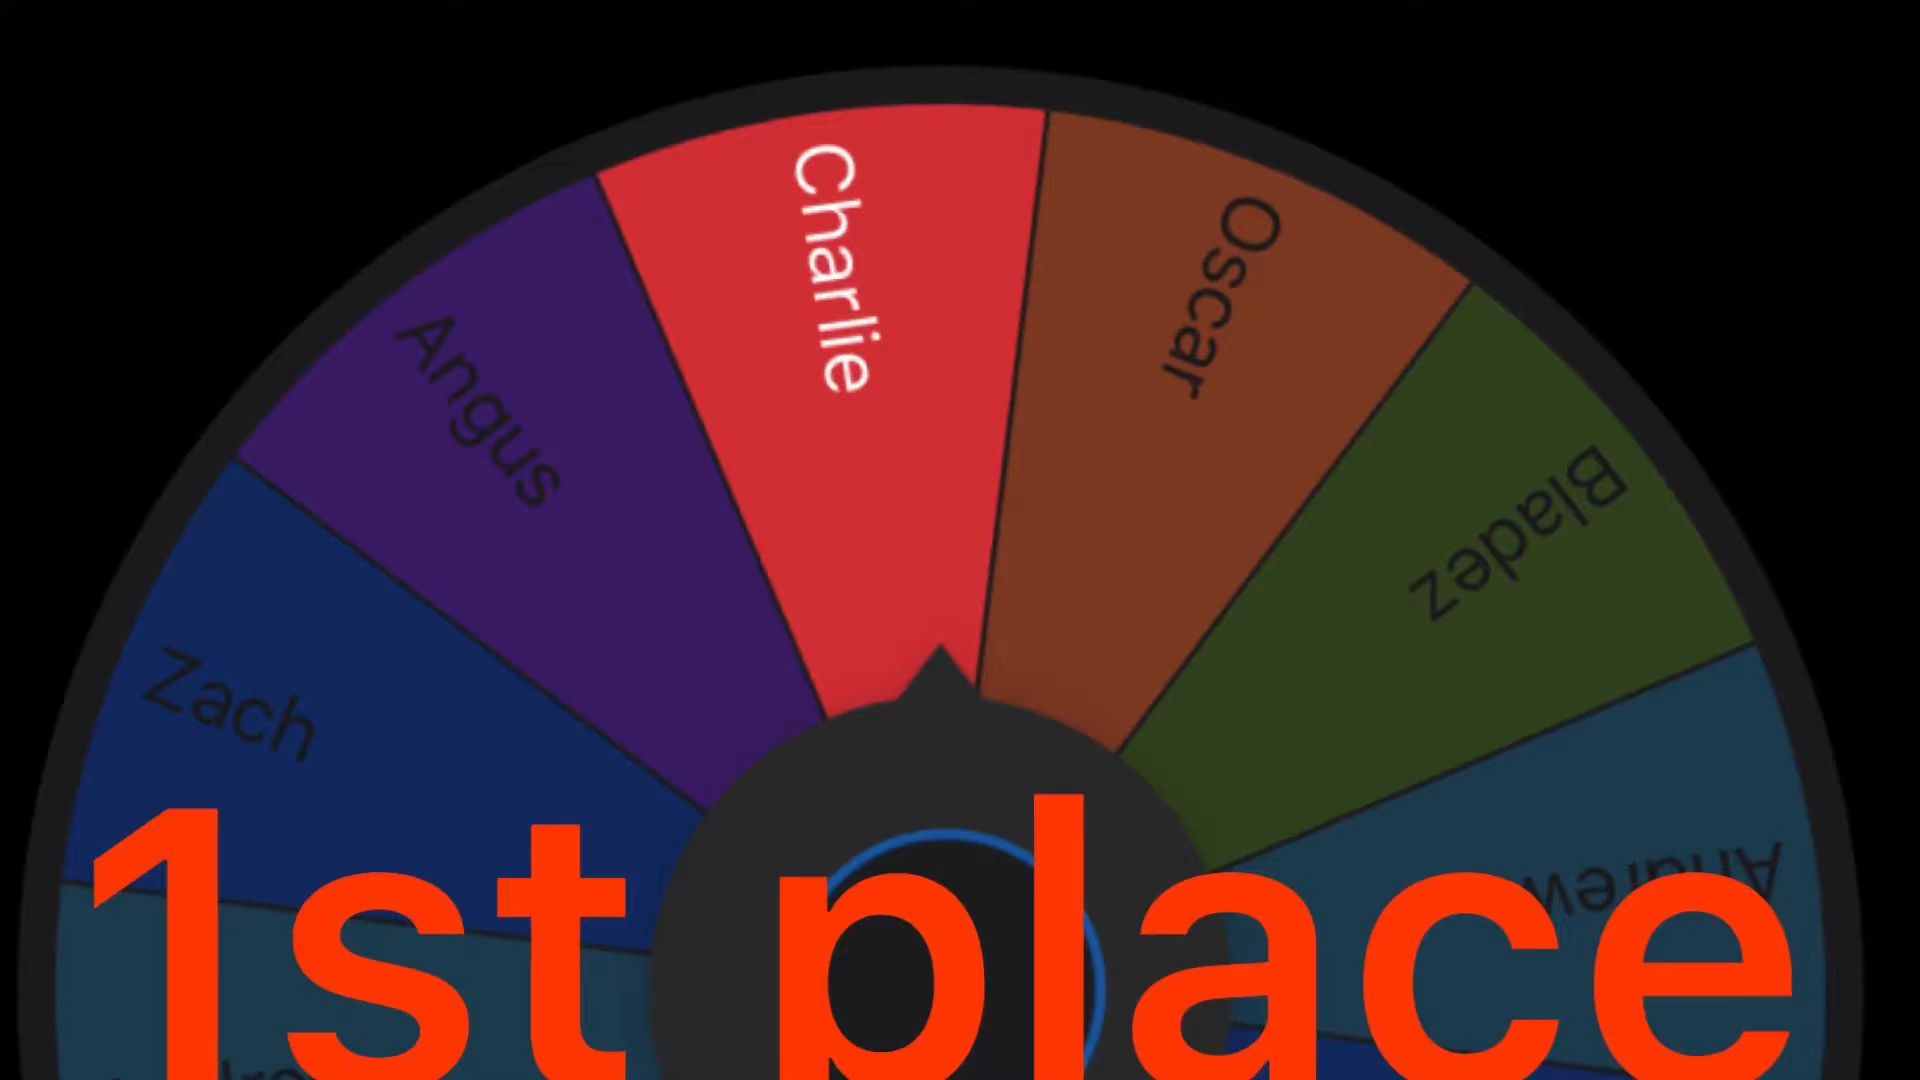 Charlie
Oscar
Angus
Bladez
Zach
Andrew
1st place